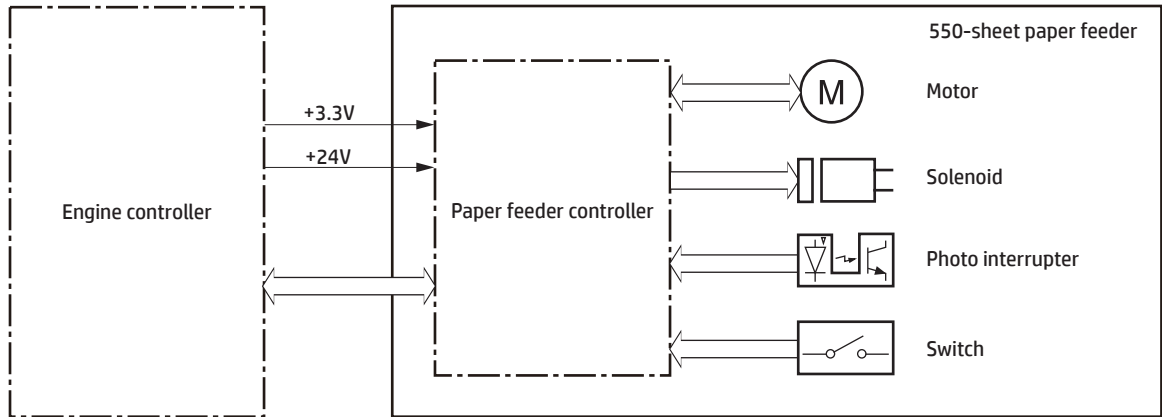 550-sheet paper feeder
Motor
M
+3.3V
+24V
Solenoid
Engine controller
Paper feeder controller
Photo interrupter
Switch